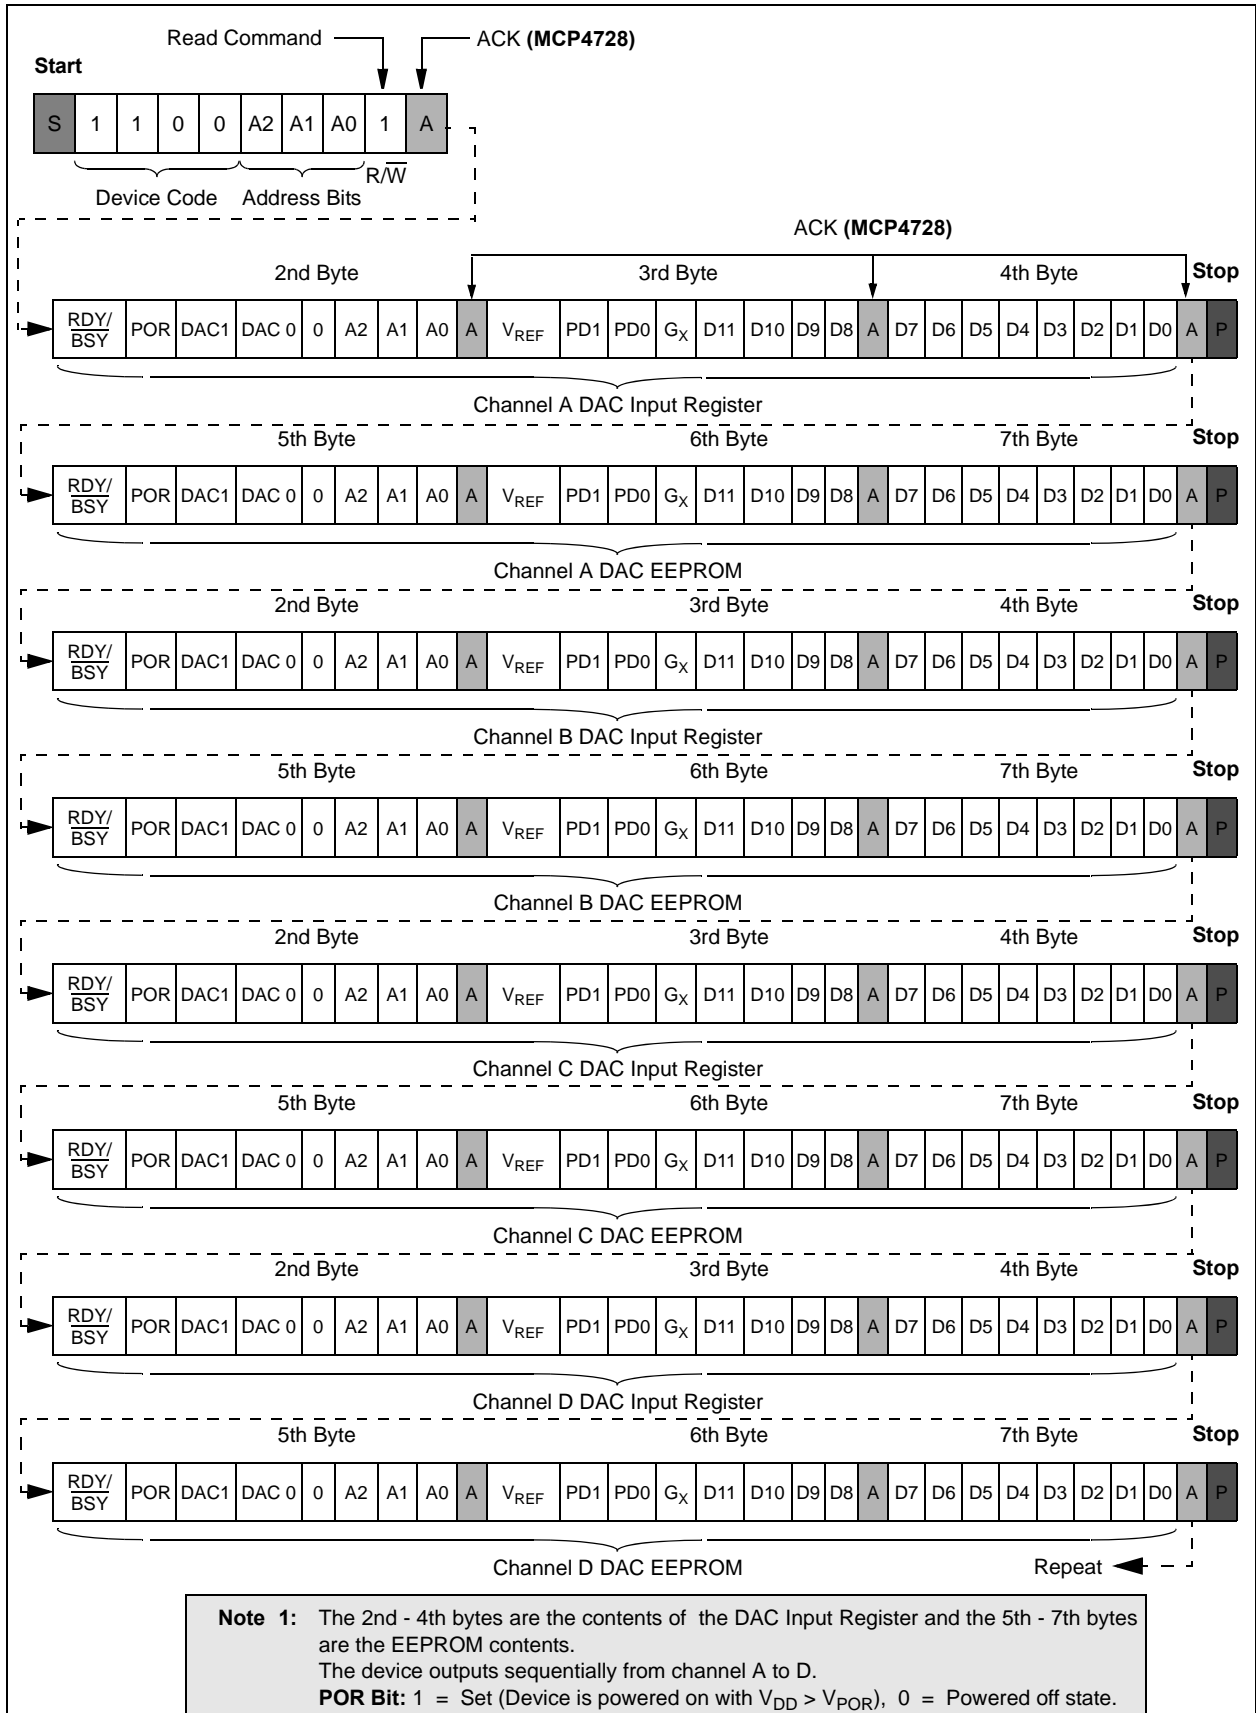 Read Command ACK (MCP4728)
Start
S 1 1 0 0 A2 A1 A0 1 A
R/W
Device Code Address Bits
ACK (MCP4728)
2nd Byte 3rd Byte 4th Byte Stop
RDY/BSY POR DAC1 DAC 0 0 A2 A1 A0 A VREF PD1 PD0 GX D11 D10 D9 D8 A D7 D6 D5 D4 D3 D2 D1 D0 A P
Channel A DAC Input Register
5th Byte 6th Byte 7th Byte Stop
RDY/BSY POR DAC1 DAC 0 0 A2 A1 A0 A VREF PD1 PD0 GX D11 D10 D9 D8 A D7 D6 D5 D4 D3 D2 D1 D0 A P
Channel A DAC EEPROM
2nd Byte 3rd Byte 4th Byte Stop
RDY/BSY POR DAC1 DAC 0 0 A2 A1 A0 A VREF PD1 PD0 GX D11 D10 D9 D8 A D7 D6 D5 D4 D3 D2 D1 D0 A P
Channel B DAC Input Register
5th Byte 6th Byte 7th Byte Stop
RDY/BSY POR DAC1 DAC 0 0 A2 A1 A0 A VREF PD1 PD0 GX D11 D10 D9 D8 A D7 D6 D5 D4 D3 D2 D1 D0 A P
Channel B DAC EEPROM
2nd Byte 3rd Byte 4th Byte Stop
RDY/BSY POR DAC1 DAC 0 0 A2 A1 A0 A VREF PD1 PD0 GX D11 D10 D9 D8 A D7 D6 D5 D4 D3 D2 D1 D0 A P
Channel C DAC Input Register
5th Byte 6th Byte 7th Byte Stop
RDY/BSY POR DAC1 DAC 0 0 A2 A1 A0 A VREF PD1 PD0 GX D11 D10 D9 D8 A D7 D6 D5 D4 D3 D2 D1 D0 A P
Channel C DAC EEPROM
2nd Byte 3rd Byte 4th Byte Stop
RDY/BSY POR DAC1 DAC 0 0 A2 A1 A0 A VREF PD1 PD0 GX D11 D10 D9 D8 A D7 D6 D5 D4 D3 D2 D1 D0 A P
Channel D DAC Input Register
5th Byte 6th Byte 7th Byte Stop
RDY/BSY POR DAC1 DAC 0 0 A2 A1 A0 A VREF PD1 PD0 GX D11 D10 D9 D8 A D7 D6 D5 D4 D3 D2 D1 D0 A P
Channel D DAC EEPROM Repeat
Note 1: The 2nd - 4th bytes are the contents of the DAC Input Register and the 5th - 7th bytes
are the EEPROM contents.
The device outputs sequentially from channel A to D.
POR Bit: 1 = Set (Device is powered on with VDD > VPOR), 0 = Powered off state.